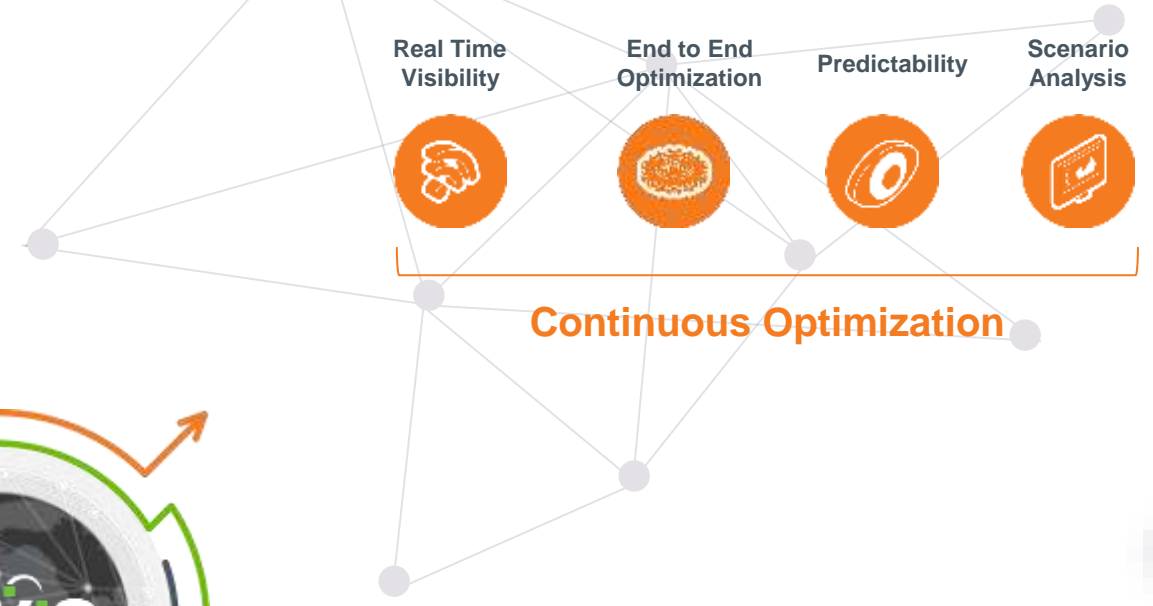 Real Time
Visibility
End to End
Optimization
Predictability
Scenario
Analysis
Continuous Optimization